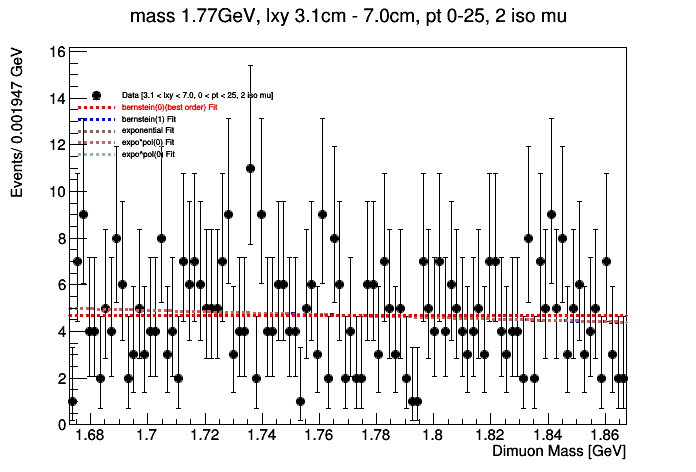 mass 1.77GeV, lxy 3.1cm - 7.0cm, pt 0-25, 2 iso mu
Events/ 0.001947 GeV
16
14
12
10
8
6
4
2
0
Data [3.1 < lxy < 7.0, 0 < pt < 25, 2 iso mu]
bernstein(0)(best order) Fit
bernstein(1) Fit
exponential Fit
expo*pol(0) Fit
expo^pol(0) Fit
1.68 1.7 1.72 1.74 1.76 1.78 1.8 1.82 1.84 1.86
Dimuon Mass [GeV]